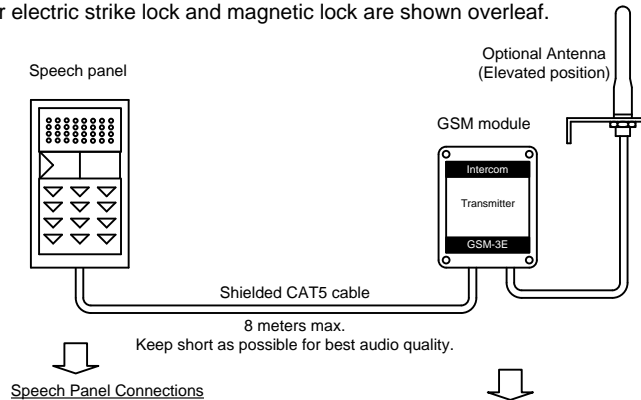 r electric strike lock and magnetic lock are shown overleaf.
Optional Antenna
(Elevated position)
Speech panel
GSM module
Intercom
Transmitter
GSM-3E
Shielded CAT5 cable
8 meters max.
Keep short as possible for best audio quality.
Speech Panel Connections